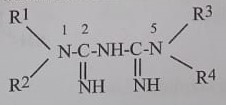 R1 R3
1 2 5
N-C-NH-C-N
R2 R4
NH NH